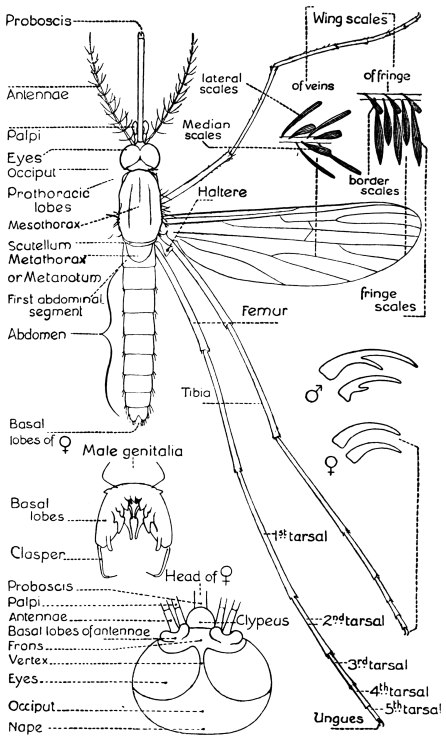 Proboscis
Antennae
Palpi
Eyes
Occiput
Prothoracic
lobes
Mesothorax
Scutellum
Metathorax
or Metanotum
First abdominal
segment
Abdomen
Basal
lobes of ♀
Wing scales
lateral
scales
of veins
of fringe
Median
scales
border
scales
Haltere
fringe
scales
Femur
Tibia
♂
♀
1st tarsal
2nd tarsal
3rd tarsal
4th tarsal
5th tarsal
Ungues
Male genitalia
Basal
lobes
Clasper
Head of ♀
Proboscis
Palpi
Antennae
Clypeus
Basal lobes of antennae
Frons
Vertex
Eyes
Occiput
Nape